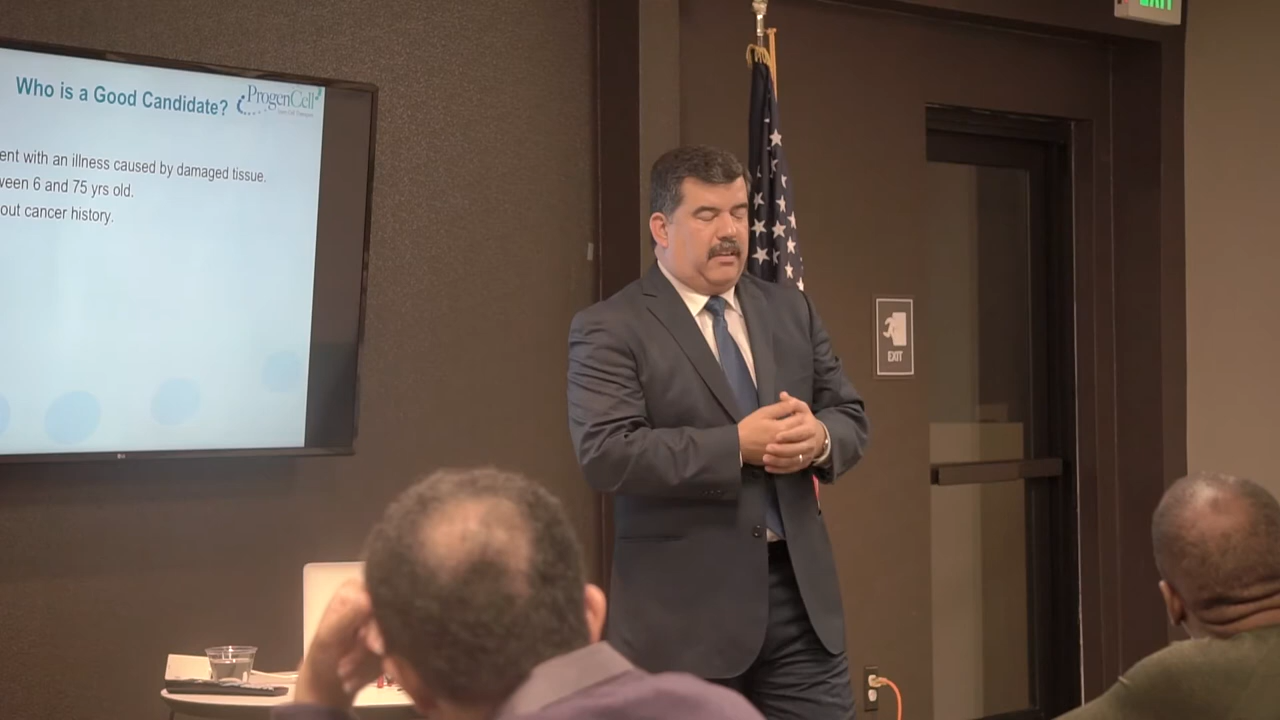 Who is a Good Candidate?
ProgenCell
ent with an illness caused by damaged tissue.
ween 6 and 75 yrs old.
out cancer history.
EXIT
EXIT
LG